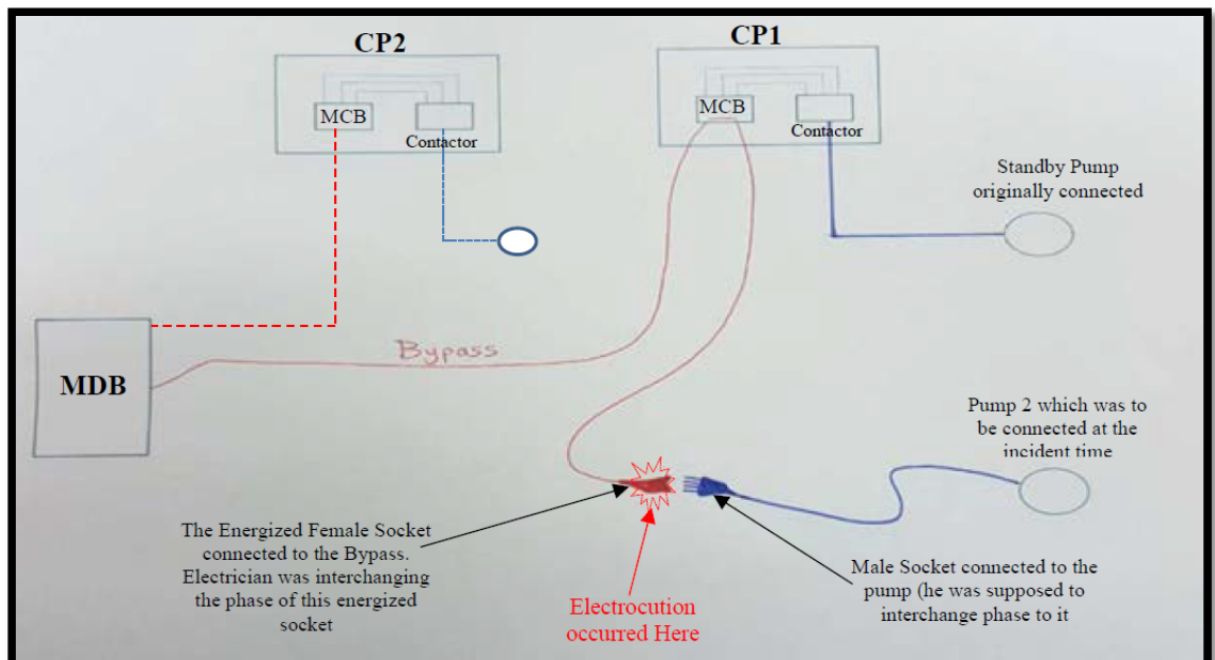 CP2
CP1
MCB
Contactor
MCB
Contactor
Standby Pump
originally connected
MDB
Bypass
Pump 2 which was to
be connected at the
incident time
The Energized Female Socket
connected to the Bypass.
Electrician was interchanging
the phase of this energized
socket
Electrocution
occurred Here
Male Socket connected to the
pump (he was supposed to
interchange phase to it